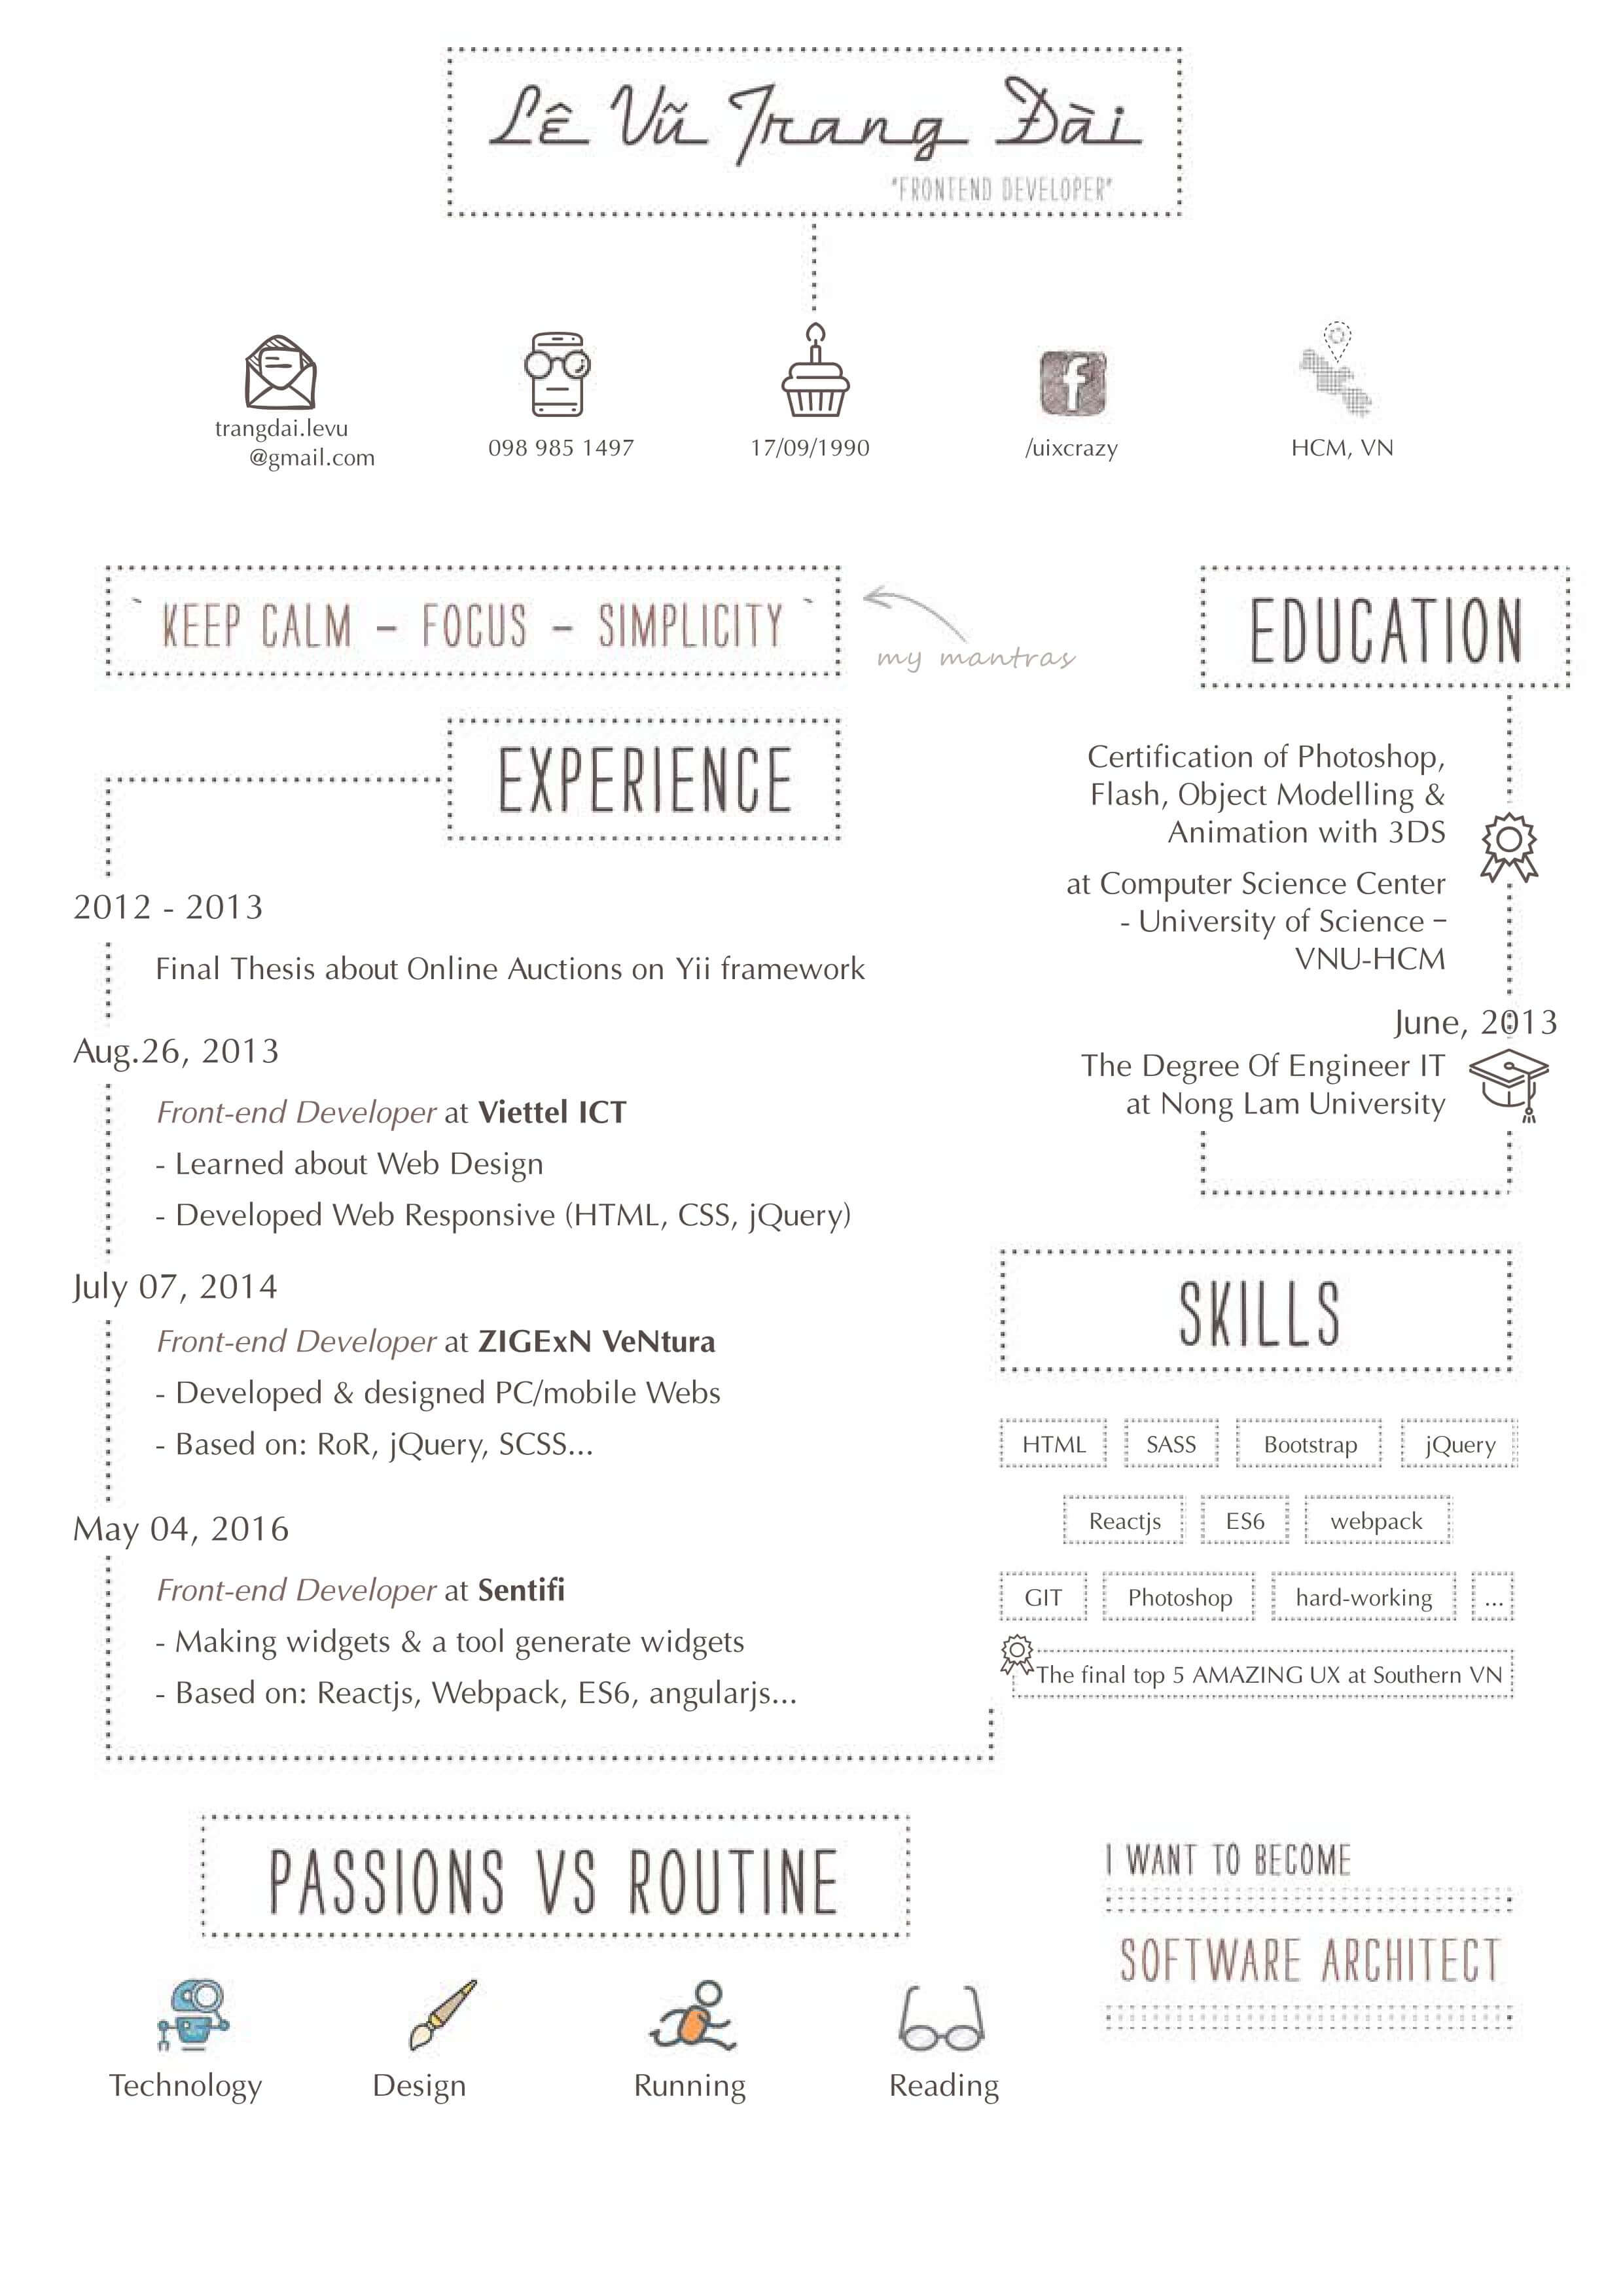 Lê Vũ Trang Đài
"FRONTEND DEVELOPER"
trangdai.levu
@gmail.com
098 985 1497
17/09/1990
/uixcrazy
HCM, VN
` KEEP CALM – FOCUS – SIMPLICITY `
my mantras
EXPERIENCE
2012 - 2013
Final Thesis about Online Auctions on Yii framework
Aug.26, 2013
Front-end Developer at Viettel ICT
- Learned about Web Design
- Developed Web Responsive (HTML, CSS, jQuery)
July 07, 2014
Front-end Developer at ZIGExN VeNtura
- Developed & designed PC/mobile Webs
- Based on: RoR, jQuery, SCSS...
May 04, 2016
Front-end Developer at Sentifi
- Making widgets & a tool generate widgets
- Based on: Reactjs, Webpack, ES6, angularjs...
EDUCATION
Certification of Photoshop,
Flash, Object Modelling &
Animation with 3DS
at Computer Science Center
- University of Science –
VNU-HCM
June, 2013
The Degree Of Engineer IT
at Nong Lam University
SKILLS
HTML SASS Bootstrap jQuery
Reactjs ES6 webpack
GIT Photoshop hard-working ...
The final top 5 AMAZING UX at Southern VN
PASSIONS VS ROUTINE
Technology Design Running Reading
I WANT TO BECOME
SOFTWARE ARCHITECT